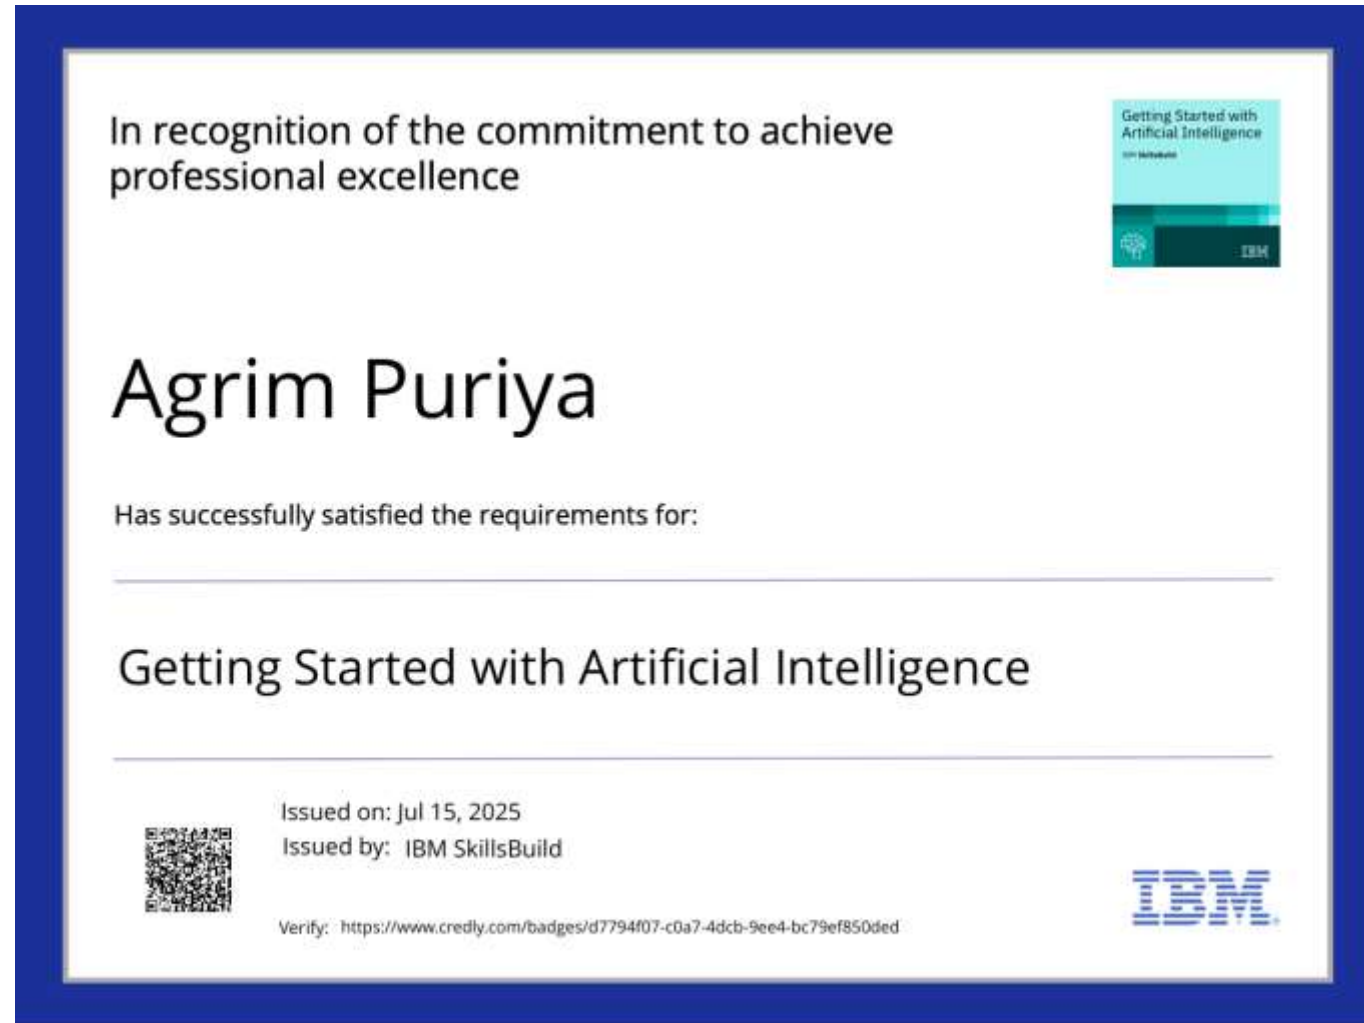 In recognition of the commitment to achieve
professional excellence
Getting Started with
Artificial Intelligence
IBM SkillsBuild
IBM
Agrim Puriya
Has successfully satisfied the requirements for:
Getting Started with Artificial Intelligence
Issued on: Jul 15, 2025
Issued by: IBM SkillsBuild
Verify: https://www.credly.com/badges/d7794f07-c0a7-4dcb-9ee4-bc79ef850ded
IBM